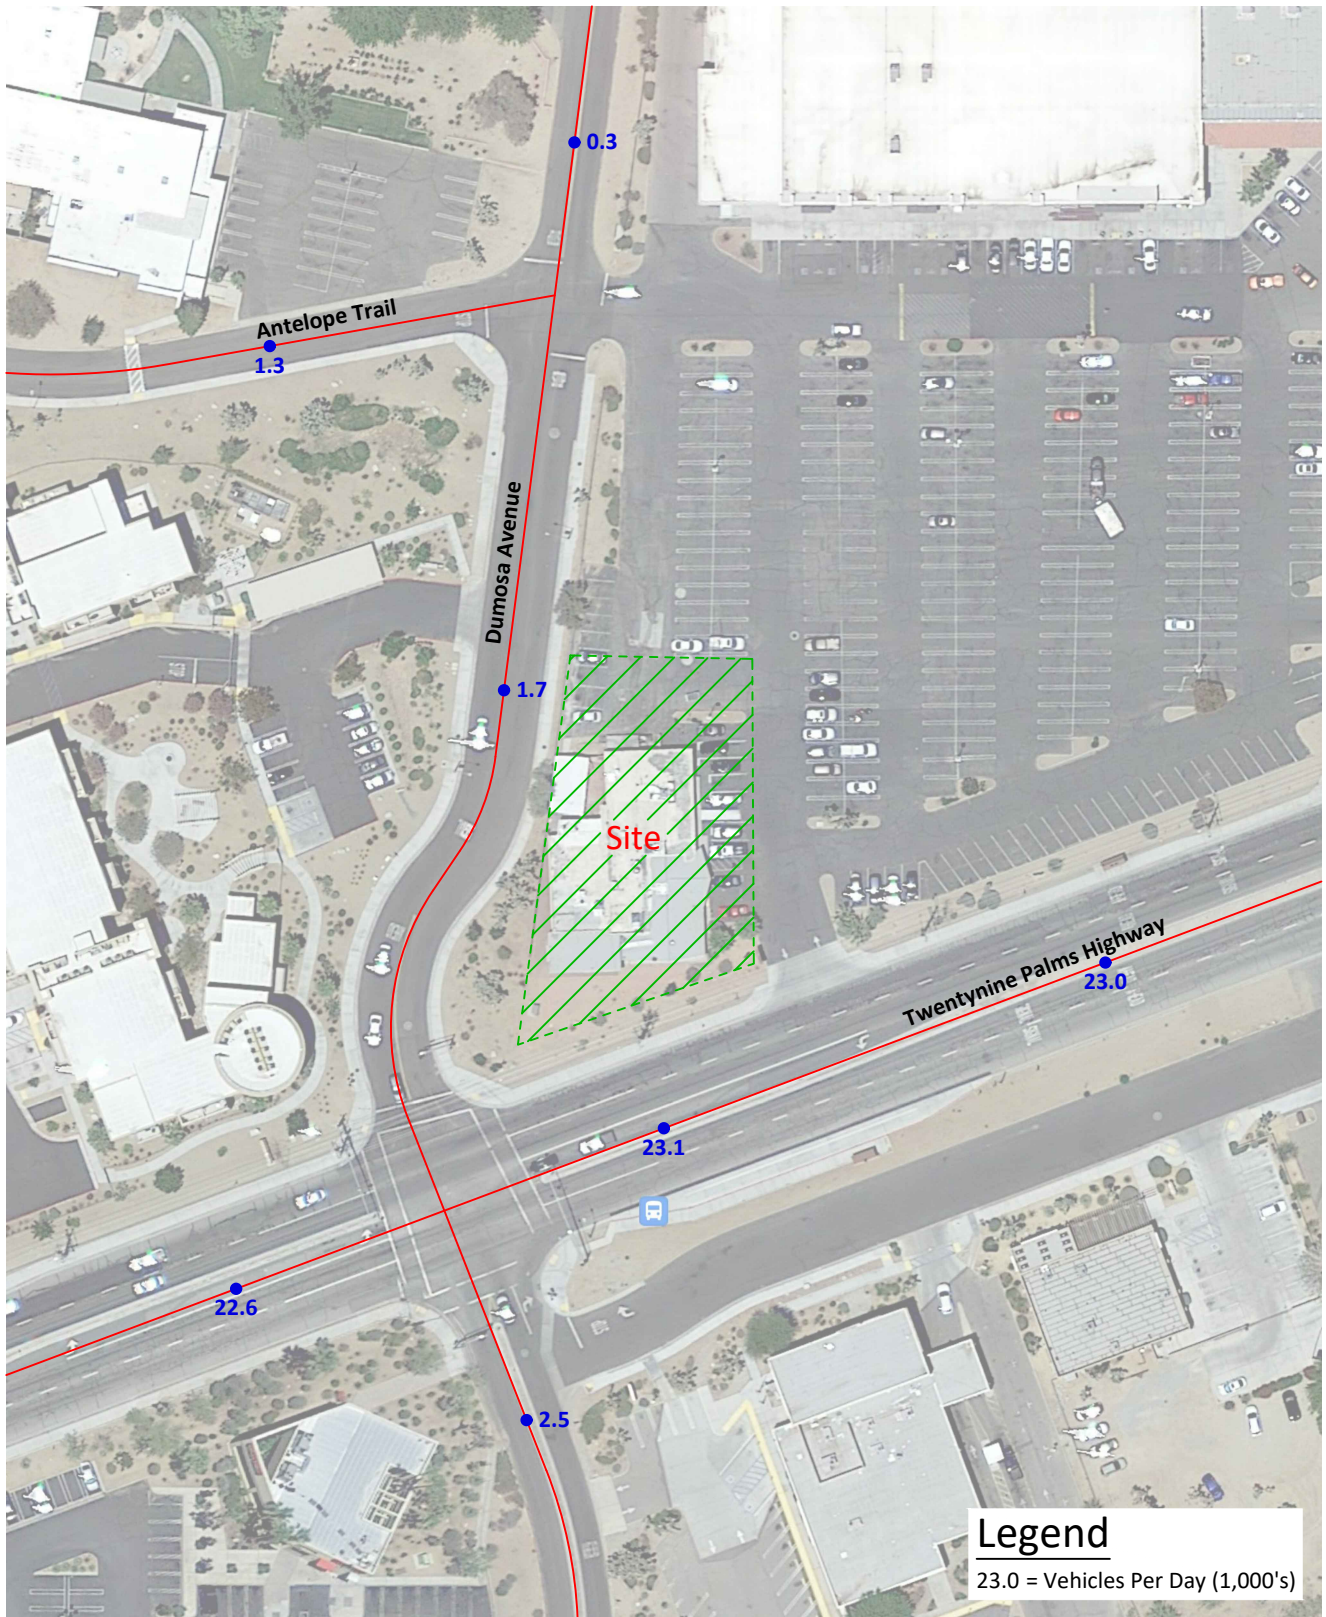 0.3
Antelope Trail
1.3
Dumosa Avenue
1.7
Site
Twentynine Palms Highway
23.0
23.1
22.6
2.5
Legend
23.0 = Vehicles Per Day (1,000's)